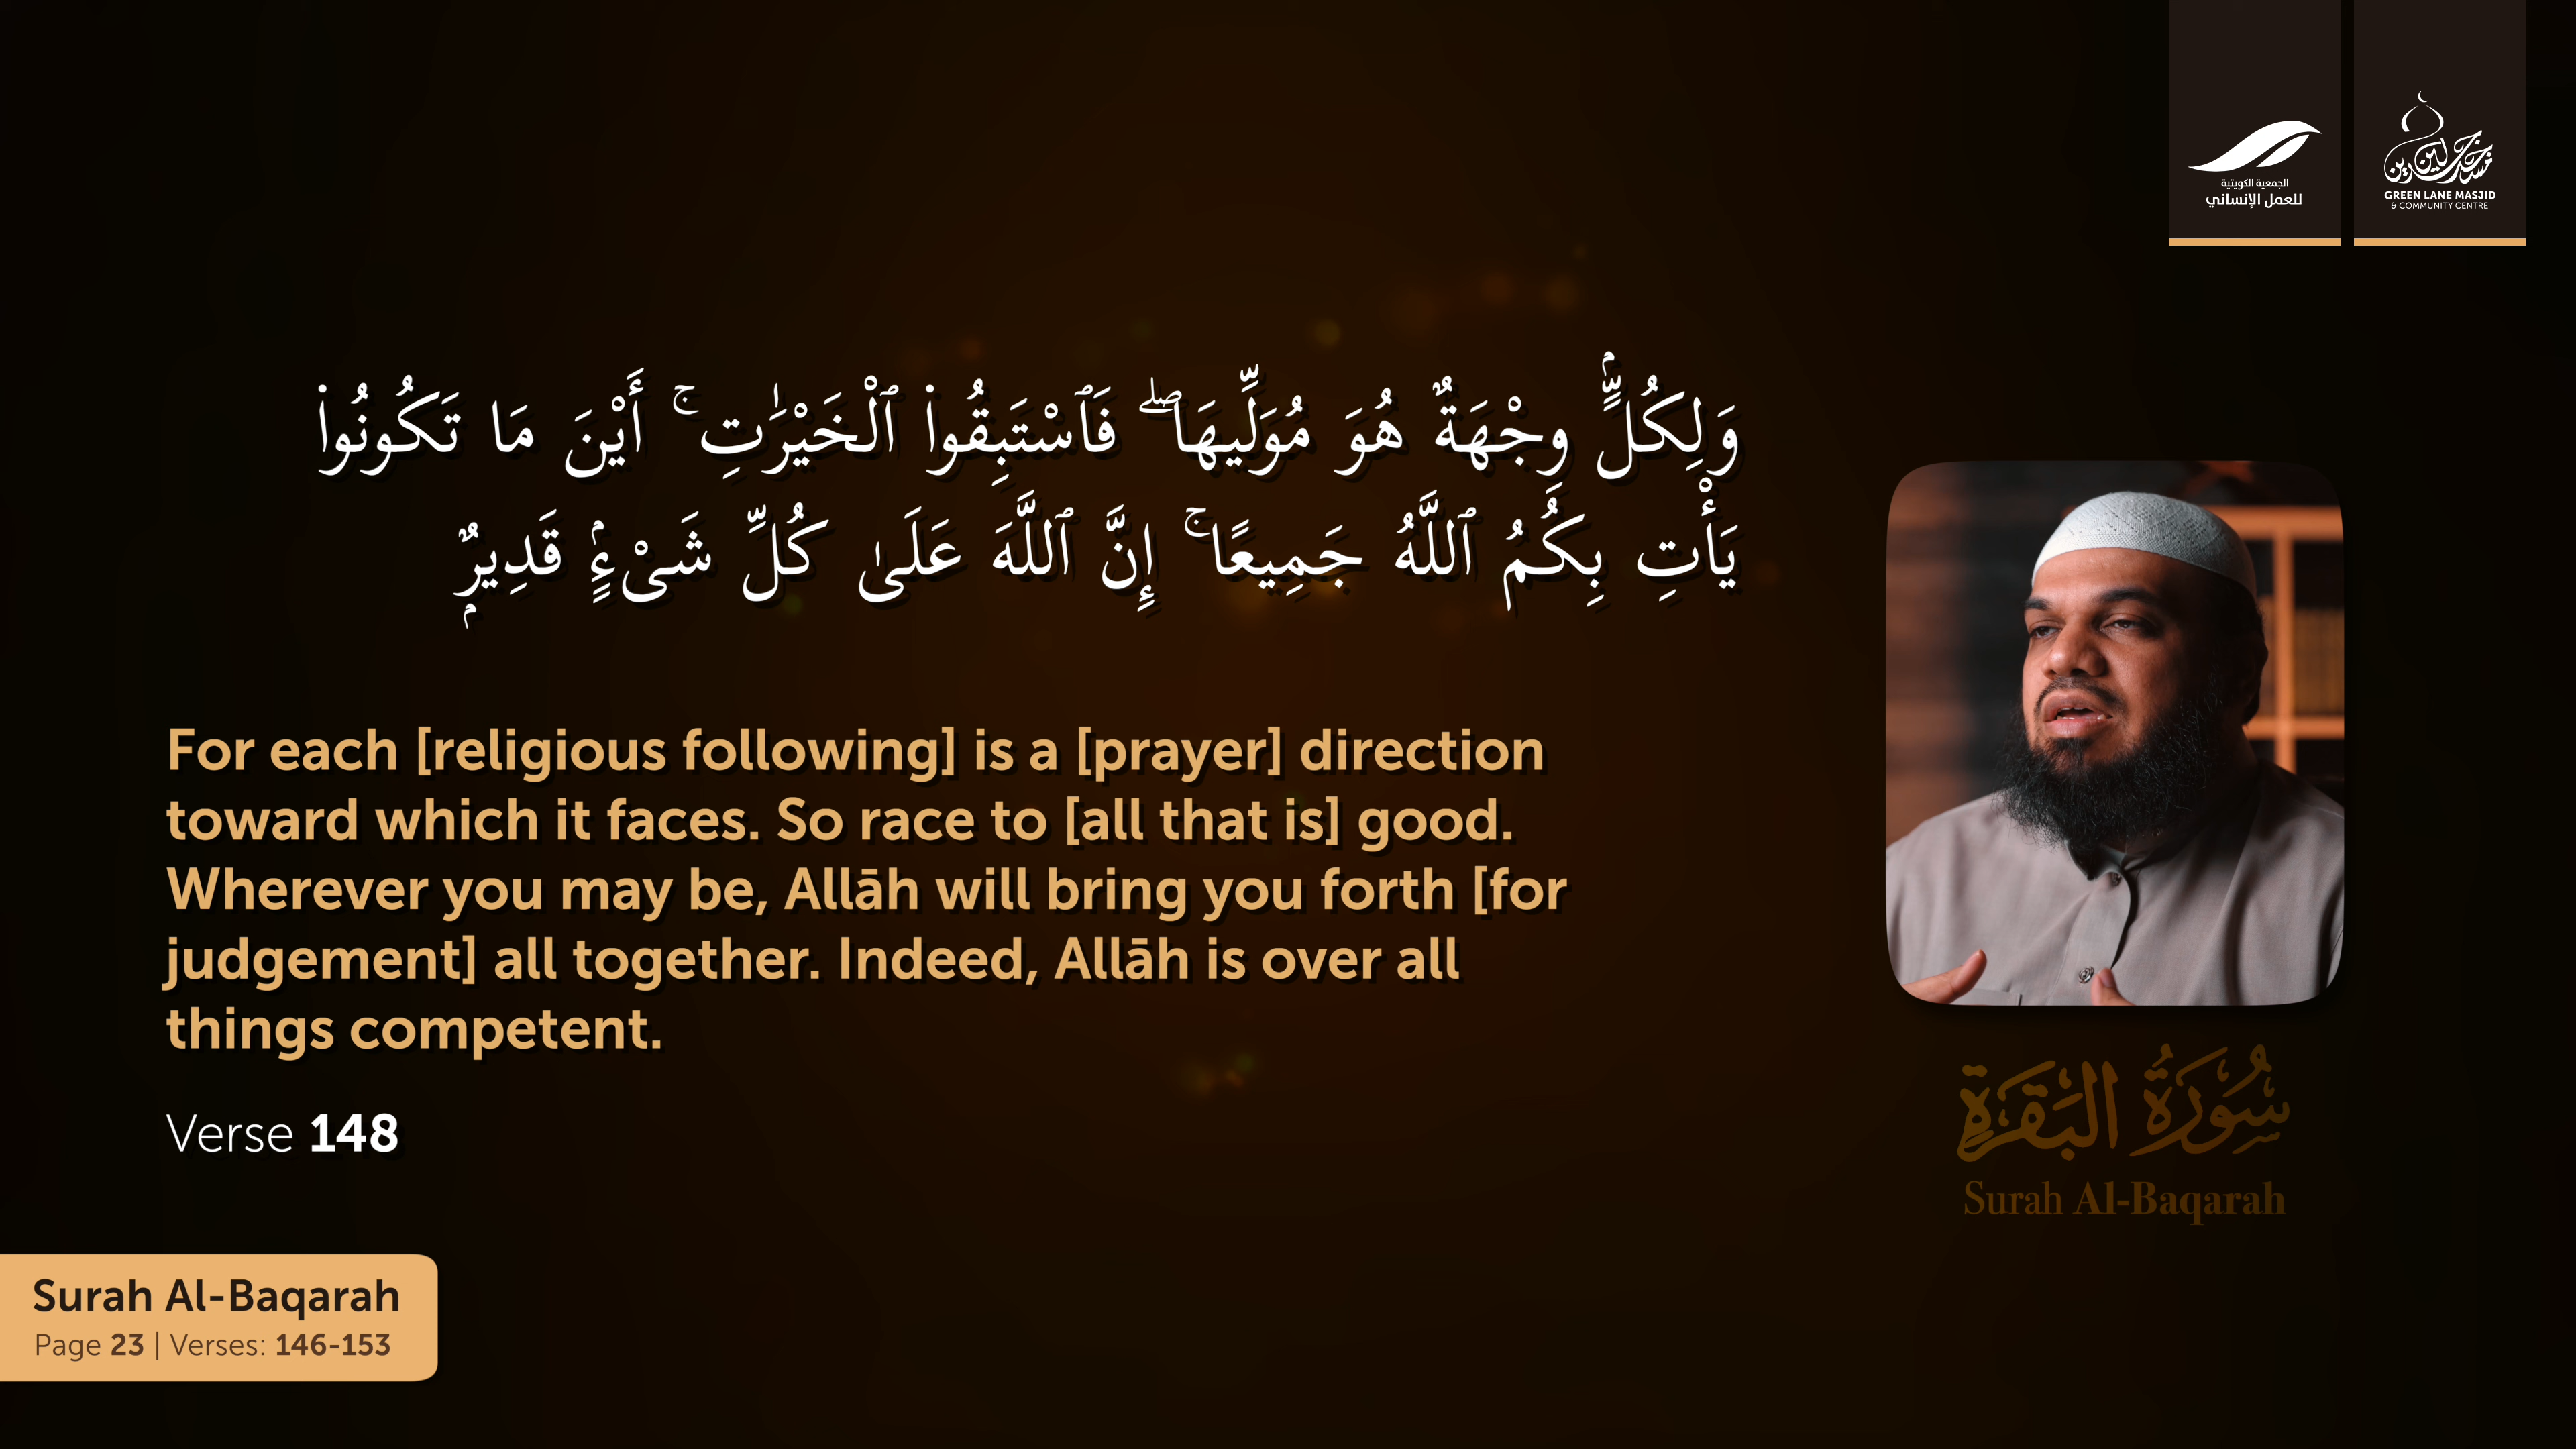 الجمعية الكويتية
للعمل الإنساني
مسجد جرين لين
GREEN LANE MASJID
& COMMUNITY CENTRE
وَلِكُلٍّۢ وِجْهَةٌ هُوَ مُوَلِّيهَا ۖ فَٱسْتَبِقُوا۟ ٱلْخَيْرَٰتِ ۚ أَيْنَ مَا تَكُونُوا۟
يَأْتِ بِكُمُ ٱللَّهُ جَمِيعًا ۚ إِنَّ ٱللَّهَ عَلَىٰ كُلِّ شَىْءٍۢ قَدِيرٌۭ
For each [religious following] is a [prayer] direction
toward which it faces. So race to [all that is] good.
Wherever you may be, Allāh will bring you forth [for
judgement] all together. Indeed, Allāh is over all
things competent.
Verse 148
سُورَةُ البَقَرَةِ
Surah Al-Baqarah
Surah Al-Baqarah
Page 23 | Verses: 146-153